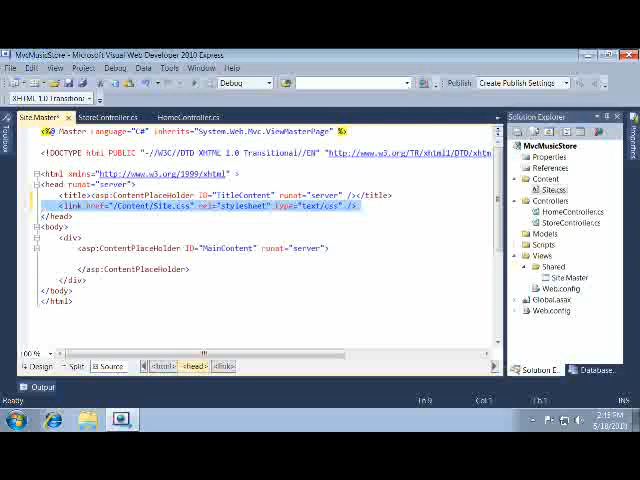 MvcMusicStore - Microsoft Visual Web Developer 2010 Express
File Edit View Project Debug Data Tools Window Help
Debug Publish: Create Publish Settings
XHTML 1.0 Transition
Site.Master* StoreController.cs HomeController.cs
<%@ Master Language="C#" Inherits="System.Web.Mvc.ViewMasterPage" %>
<!DOCTYPE html PUBLIC "-//W3C//DTD XHTML 1.0 Transitional//EN" "http://www.w3.org/TR/xhtml1/DTD/xhtm
<html xmlns="http://www.w3.org/1999/xhtml" >
<head runat="server">
<title><asp:ContentPlaceHolder ID="TitleContent" runat="server" /></title>
<link href="/Content/Site.css" rel="stylesheet" type="text/css" />
</head>
<body>
<div>
<asp:ContentPlaceHolder ID="MainContent" runat="server">
</asp:ContentPlaceHolder>
</div>
</body>
</html>
100 %
Design Split Source <html> <head> <link>
Output
Toolbox
Solution Explorer
MvcMusicStore
Properties
References
Content
Site.css
Controllers
HomeController.cs
StoreController.cs
Models
Scripts
Views
Shared
Site.Master
Web.config
Global.asax
Web.config
Solution E... Database...
Properties
Ready Ln 9 Col 1 Ch 1 INS
2:15 PM
5/18/2010